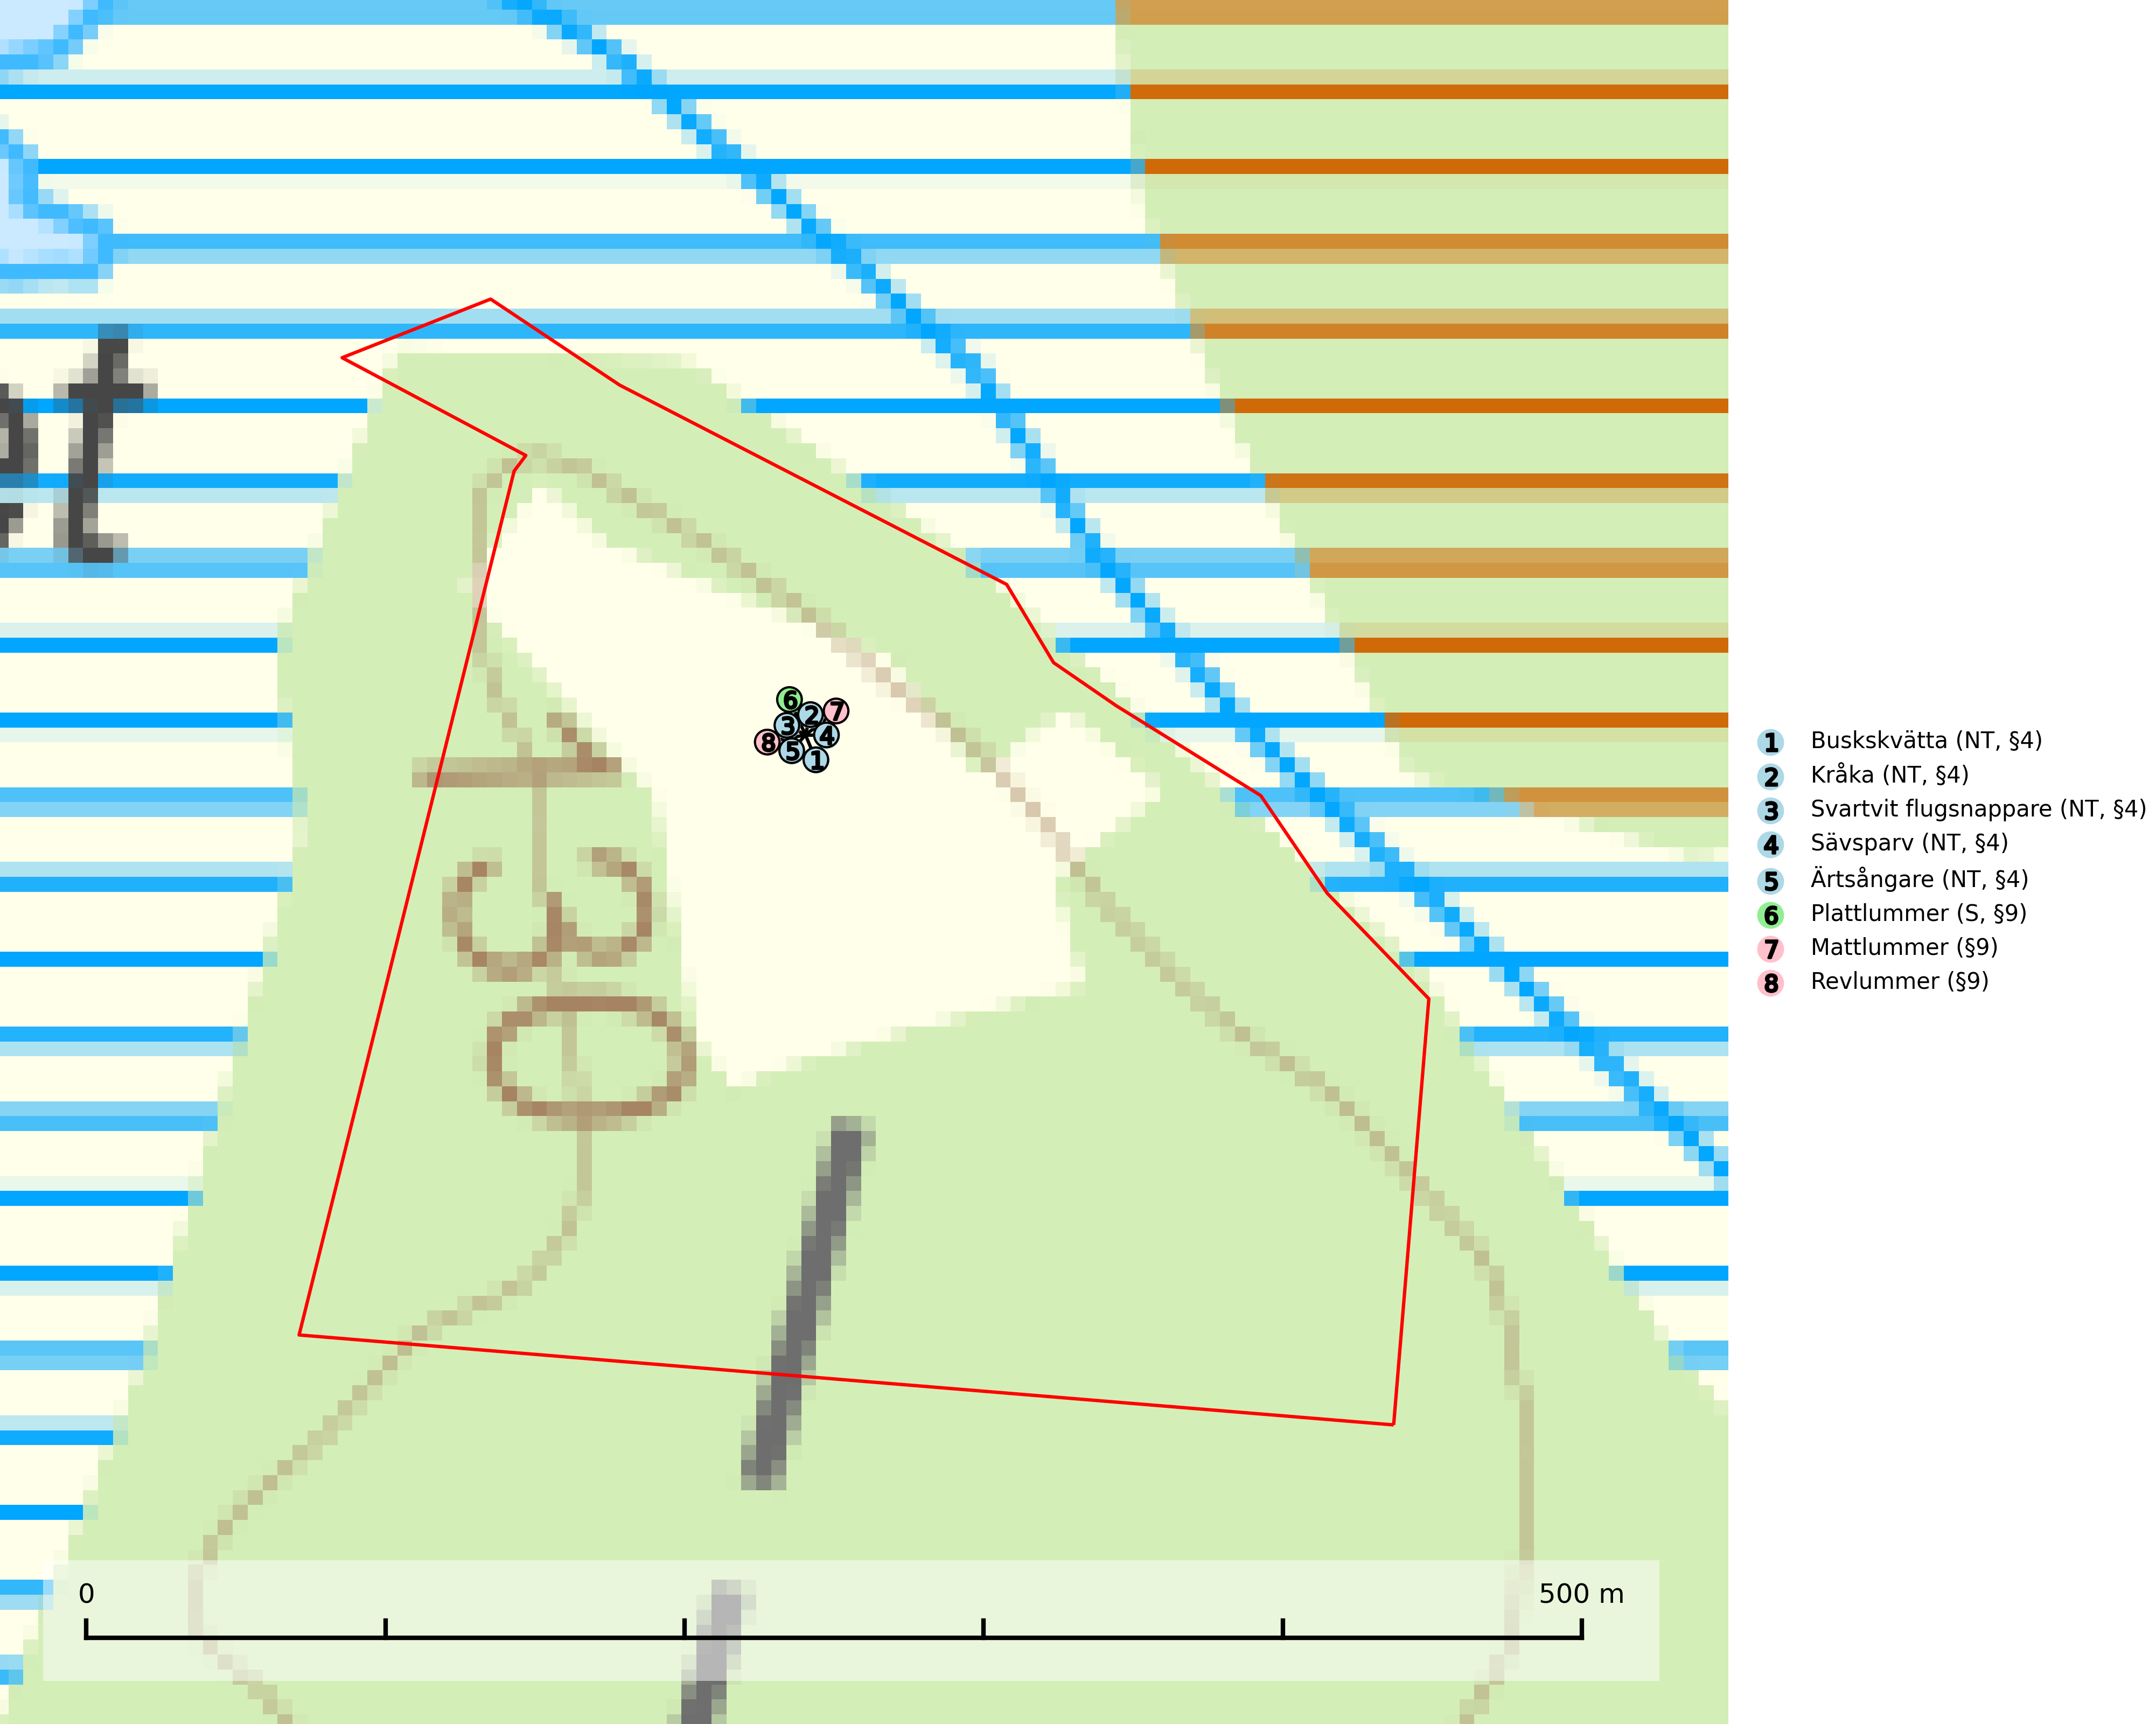 t
6
2
7
3
4
8
5
1
0
500 m
1 Buskskvätta (NT, §4)
2 Kråka (NT, §4)
3 Svartvit flugsnappare (NT, §4)
4 Sävsparv (NT, §4)
5 Ärtsångare (NT, §4)
6 Plattlummer (S, §9)
7 Mattlummer (§9)
8 Revlummer (§9)